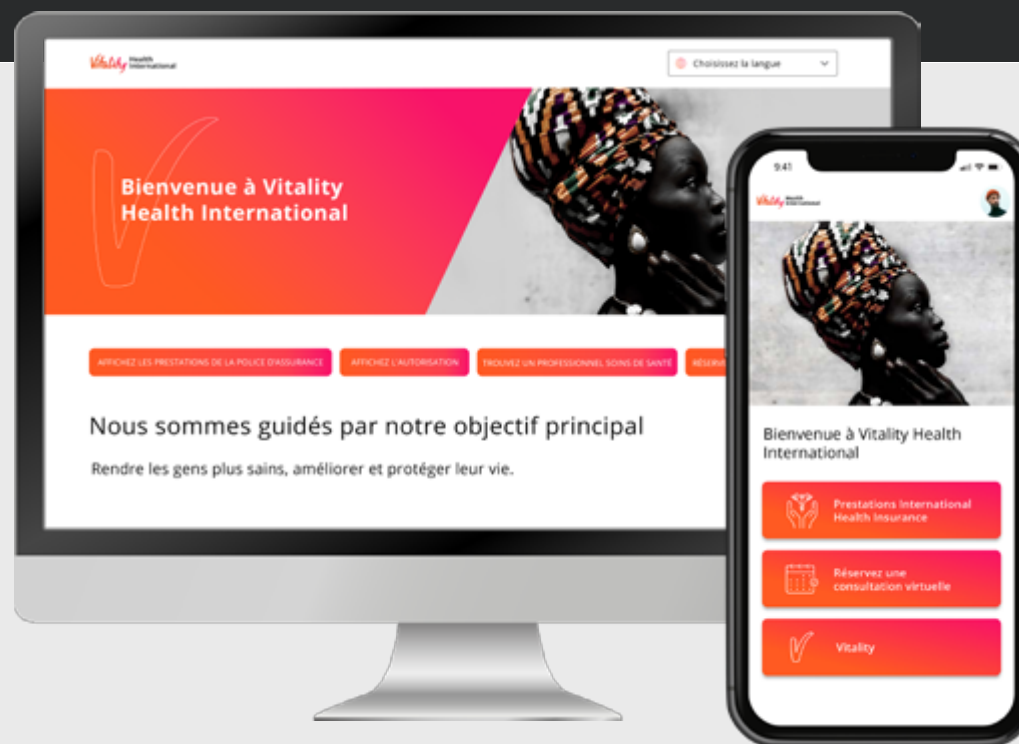 Vitality Health
International
Choisissez la langue
Bienvenue à Vitality
Health International
AFFICHEZ LES PRESTATIONS DE LA POLICE D'ASSURANCE
AFFICHEZ L'AUTORISATION
TROUVEZ UN PROFESSIONNEL SOINS DE SANTÉ
Nous sommes guidés par notre objectif principal
Rendre les gens plus sains, améliorer et protéger leur vie.
9:41
Vitality Health
International
Bienvenue à Vitality Health
International
Prestations International
Health Insurance
Réservez une
consultation virtuelle
Vitality